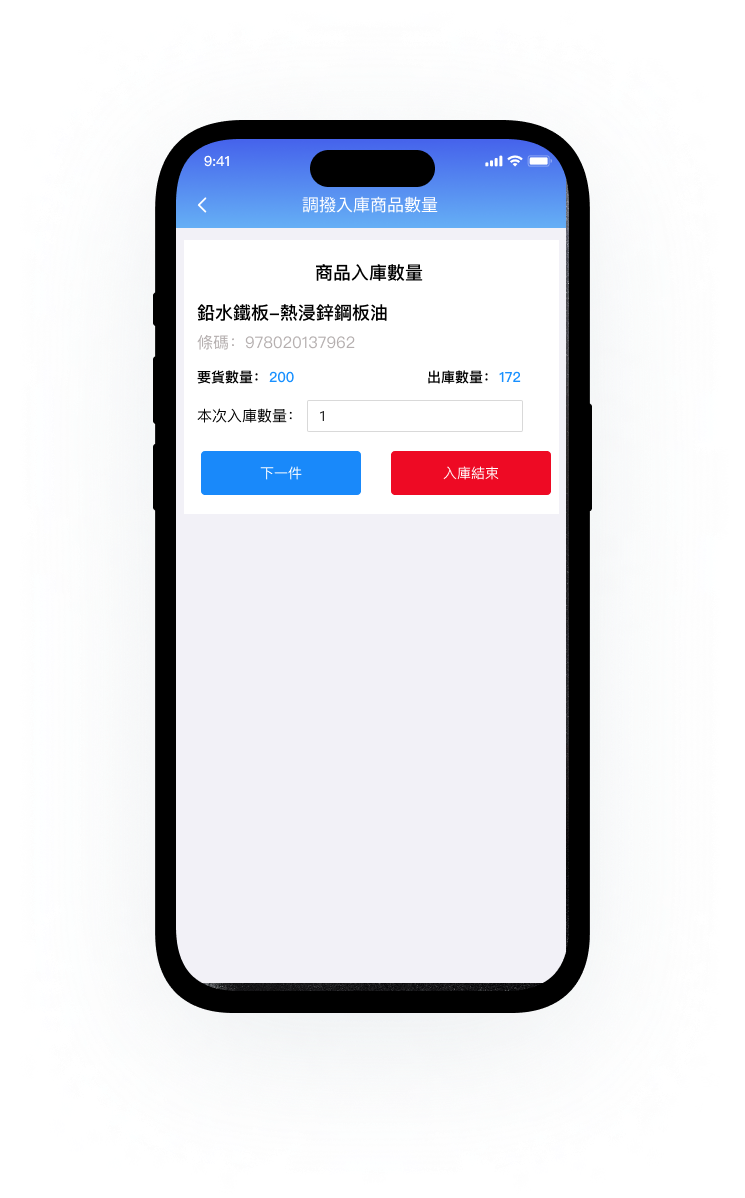 9:41
調撥入庫商品數量
商品入庫數量
鉛水鐵板-熱浸鋅鋼板油
條碼：978020137962
要貨數量：200 出庫數量：172
本次入庫數量：1
下一件 入庫結束